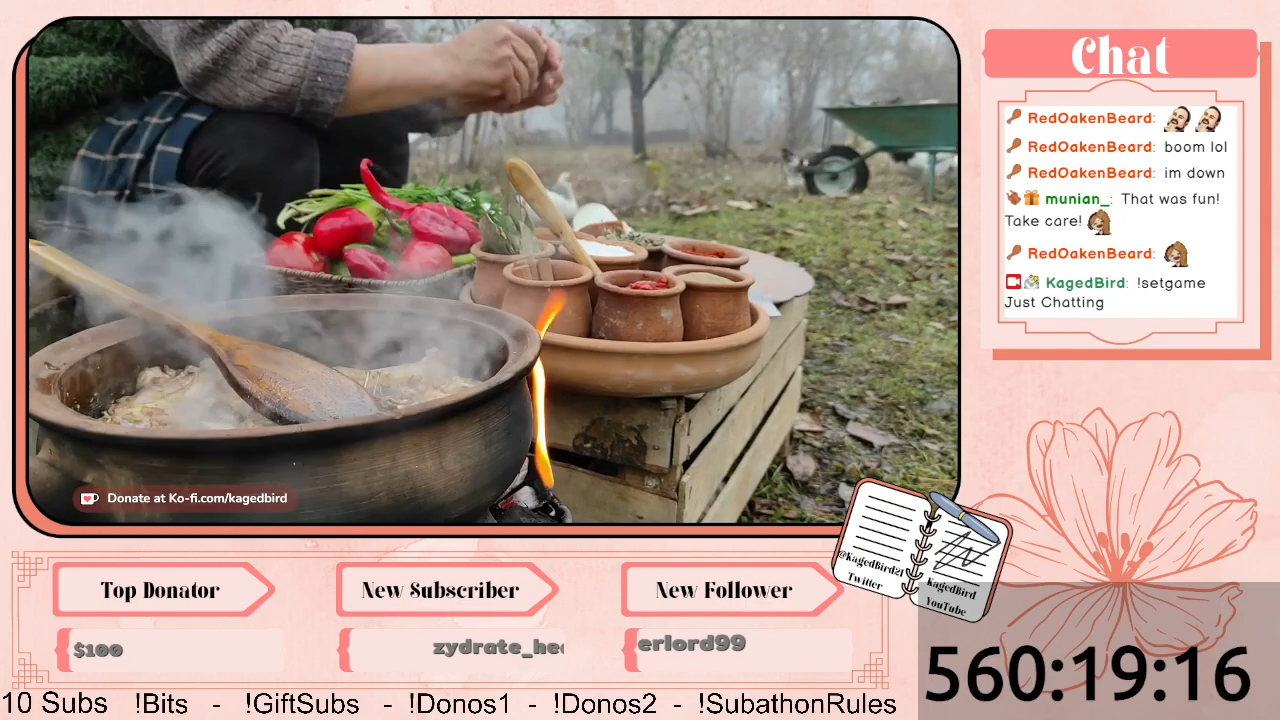 Chat
RedOakenBeard:
RedOakenBeard: boom lol
RedOakenBeard: im down
munian_: That was fun!
Take care!
RedOakenBeard:
KagedBird: !setgame
Just Chatting
Donate at Ko-fi.com/kagedbird
@KagedBird21
Twitter
KagedBird
YouTube
Top Donator
New Subscriber
New Follower
$100
zydrate_hea
erlord99
560:19:16
10 Subs !Bits - !GiftSubs - !Donos1 - !Donos2 - !SubathonRules